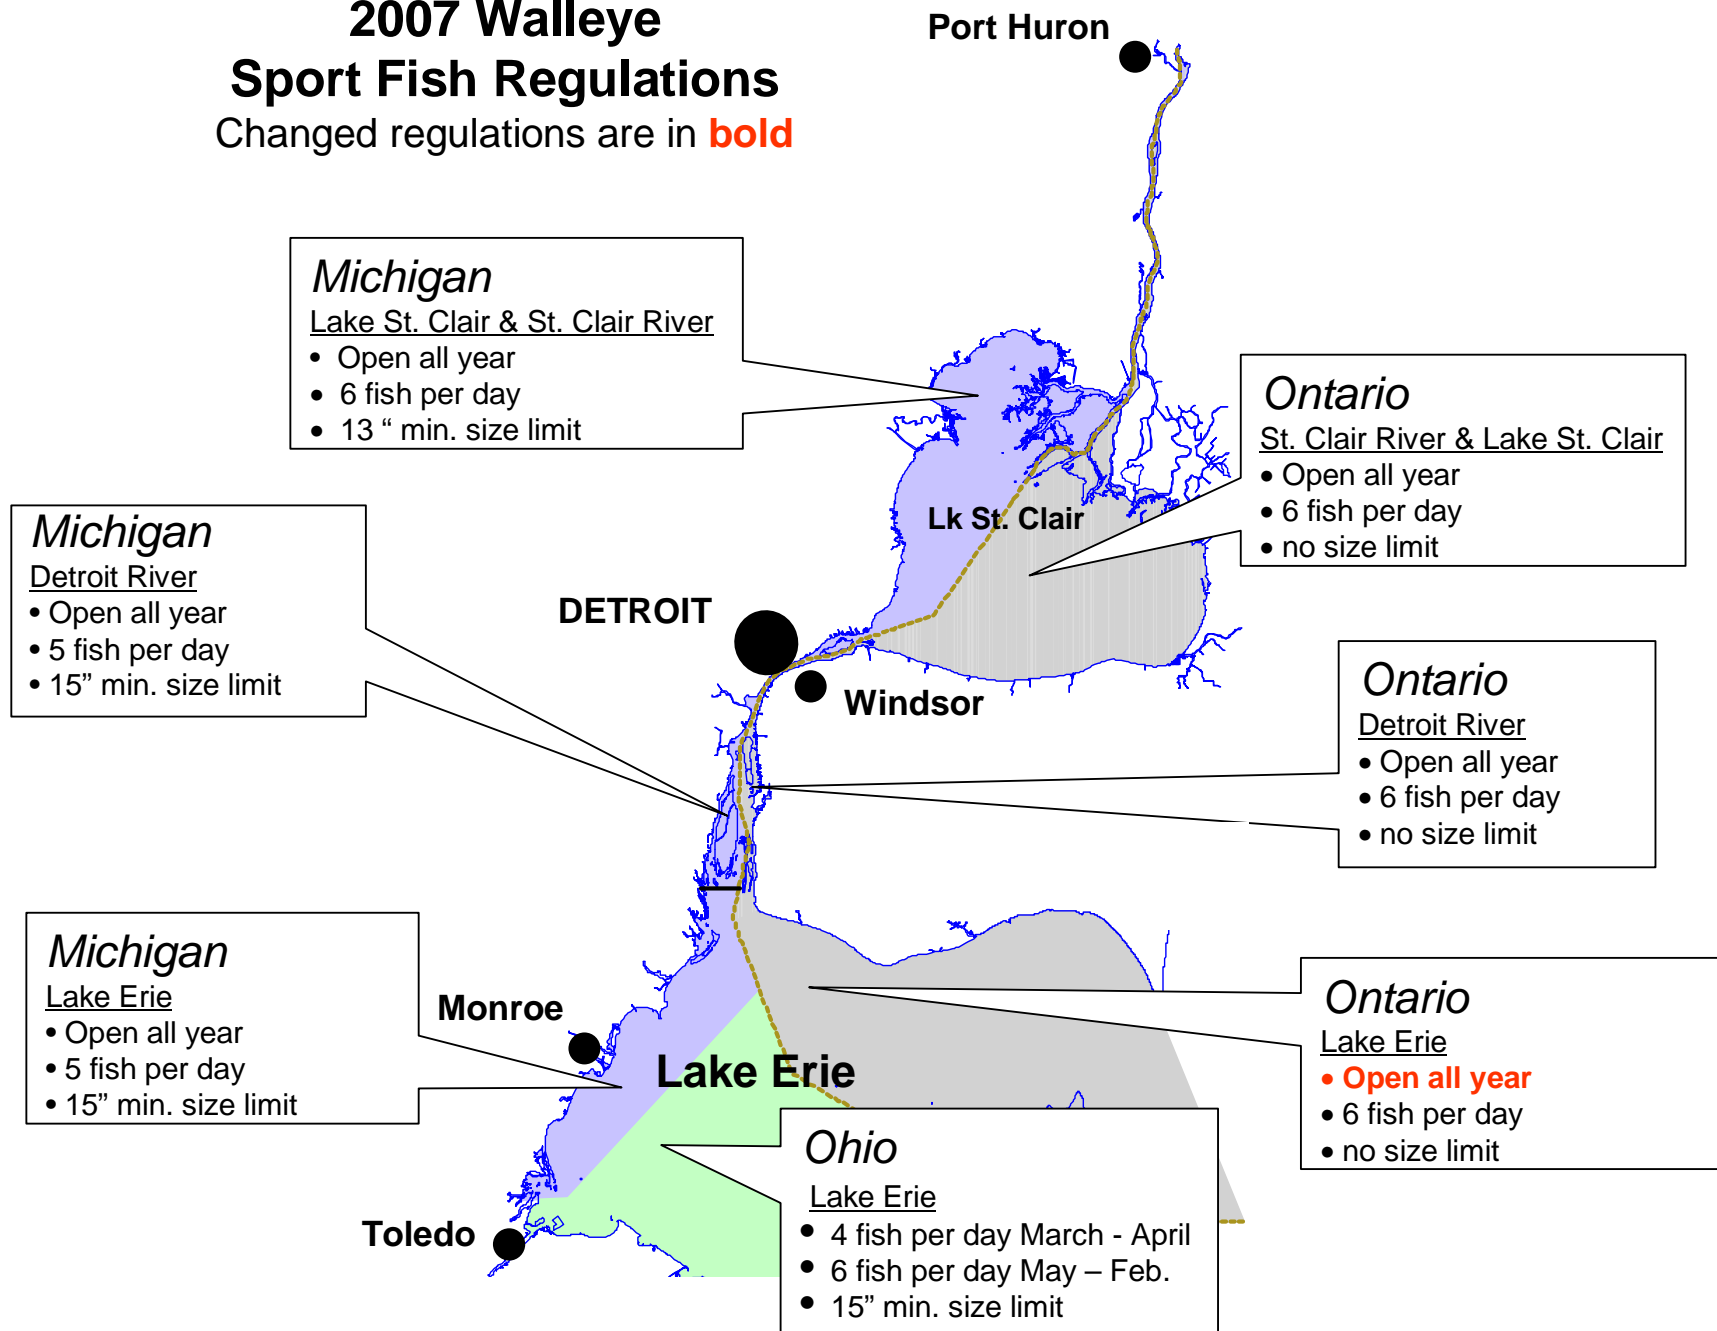 2007 Walleye
Sport Fish Regulations
Changed regulations are in bold
Port Huron
Michigan
Lake St. Clair & St. Clair River
• Open all year
• 6 fish per day
• 13 “ min. size limit
Ontario
St. Clair River & Lake St. Clair
• Open all year
• 6 fish per day
• no size limit
Lk St. Clair
Michigan
Detroit River
• Open all year
• 5 fish per day
• 15” min. size limit
DETROIT
Windsor
Ontario
Detroit River
• Open all year
• 6 fish per day
• no size limit
Michigan
Lake Erie
• Open all year
• 5 fish per day
• 15” min. size limit
Monroe
Lake Erie
Ontario
Lake Erie
• Open all year
• 6 fish per day
• no size limit
Toledo
Ohio
Lake Erie
• 4 fish per day March - April
• 6 fish per day May – Feb.
• 15” min. size limit